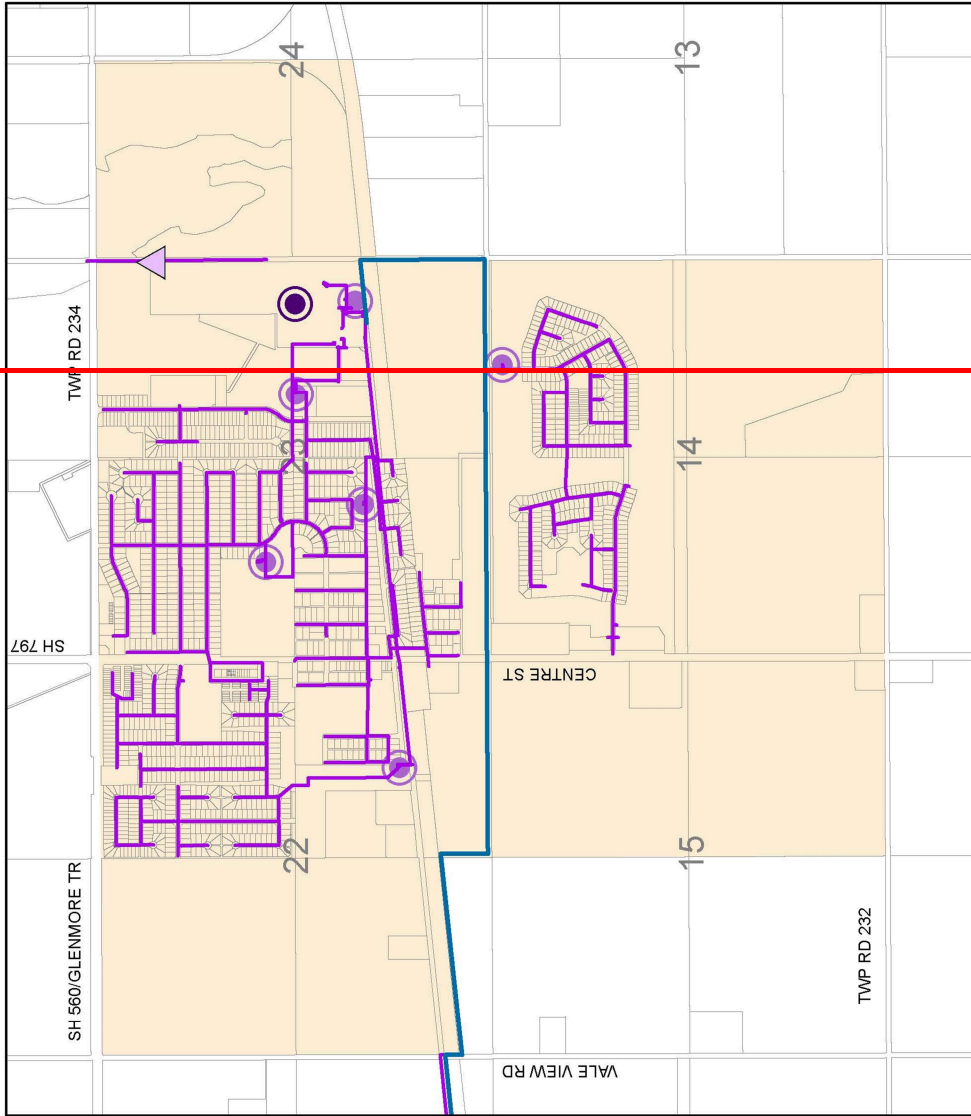 24
13
TWP RD 234
23
14
SH 797
CENTRE ST
22
15
SH 560/GLENMORE TR
TWP RD 232
VALE VIEW RD